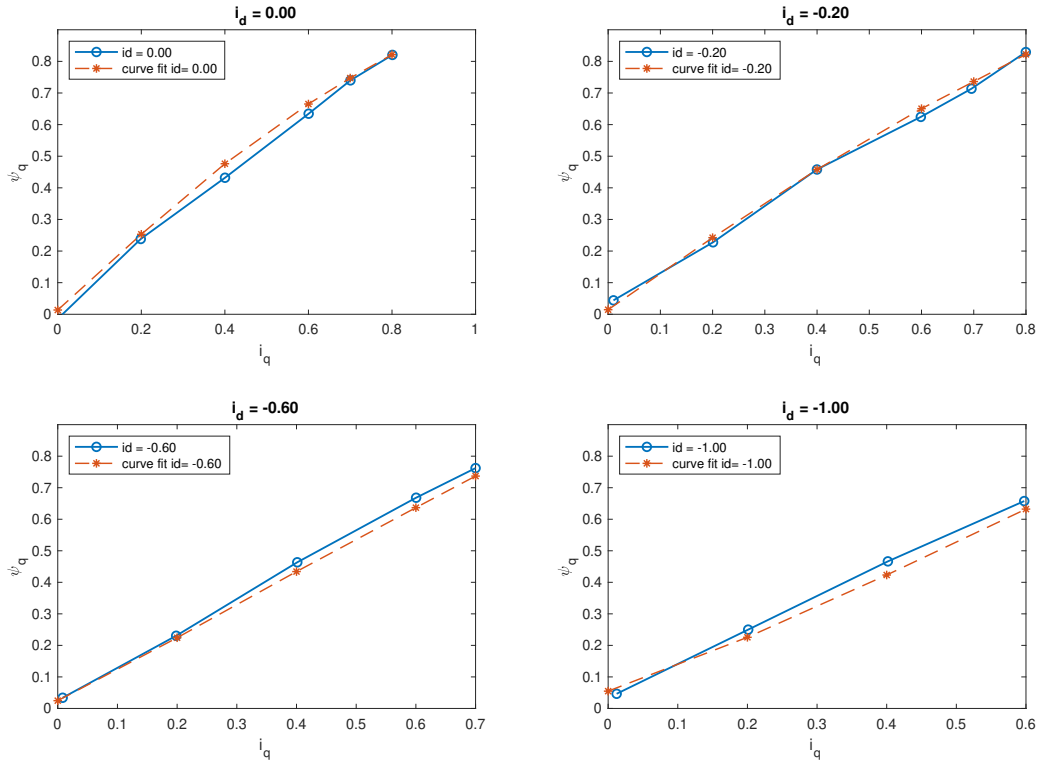 i_d = 0.00
id = 0.00
curve fit id= 0.00
0.8
0.7
0.6
0.5
0.4
0.3
0.2
0.1
0
ψ_q
0 0.2 0.4 0.6 0.8 1
i_q
i_d = -0.20
id = -0.20
curve fit id= -0.20
0.8
0.7
0.6
0.5
0.4
0.3
0.2
0.1
0
ψ_q
0 0.1 0.2 0.3 0.4 0.5 0.6 0.7 0.8
i_q
i_d = -0.60
id = -0.60
curve fit id= -0.60
0.8
0.7
0.6
0.5
0.4
0.3
0.2
0.1
0
ψ_q
0 0.1 0.2 0.3 0.4 0.5 0.6 0.7
i_q
i_d = -1.00
id = -1.00
curve fit id= -1.00
0.8
0.7
0.6
0.5
0.4
0.3
0.2
0.1
0
ψ_q
0 0.1 0.2 0.3 0.4 0.5 0.6
i_q